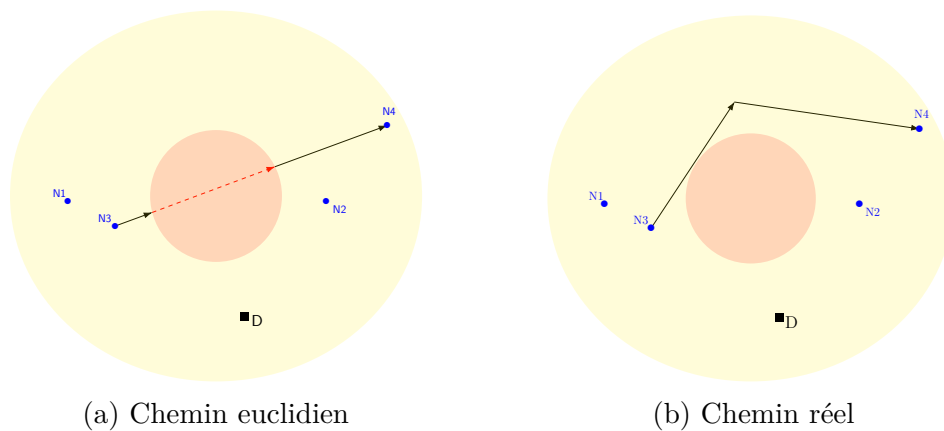 N4
N1
N3
N2
D
(a) Chemin euclidien
N4
N1
N3
N2
D
(b) Chemin réel